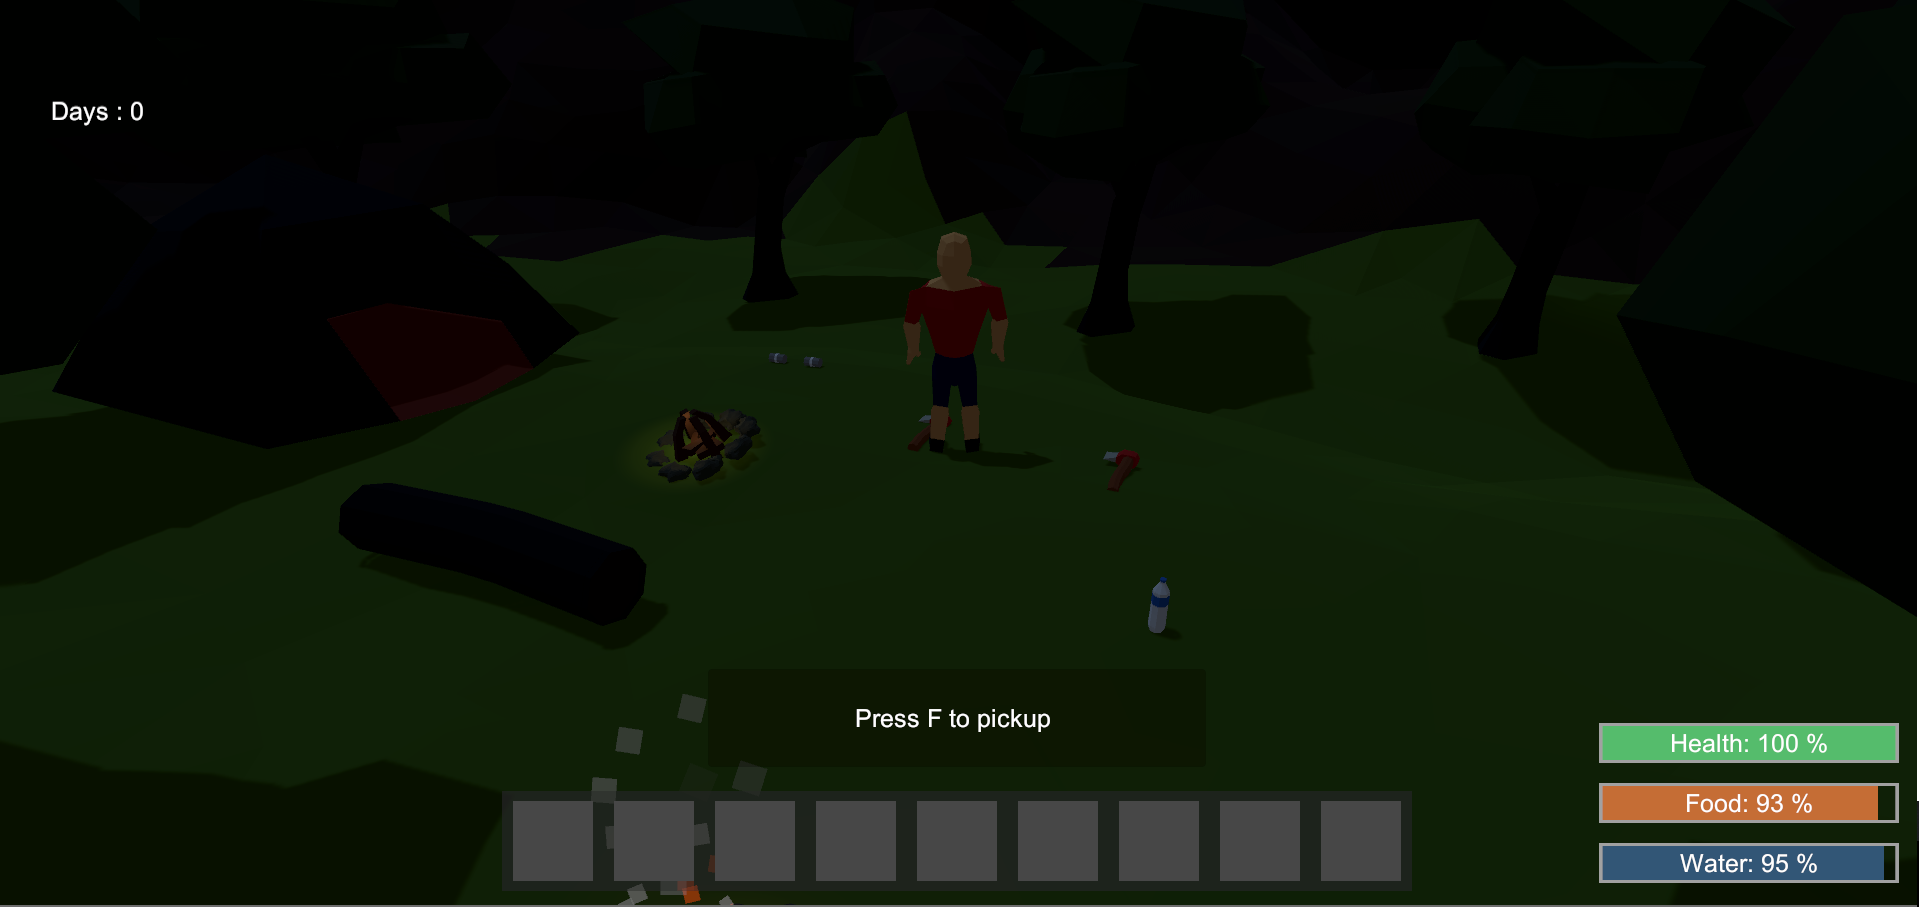 Days : 0
Press F to pickup
Health: 100 %
Food: 93 %
Water: 95 %